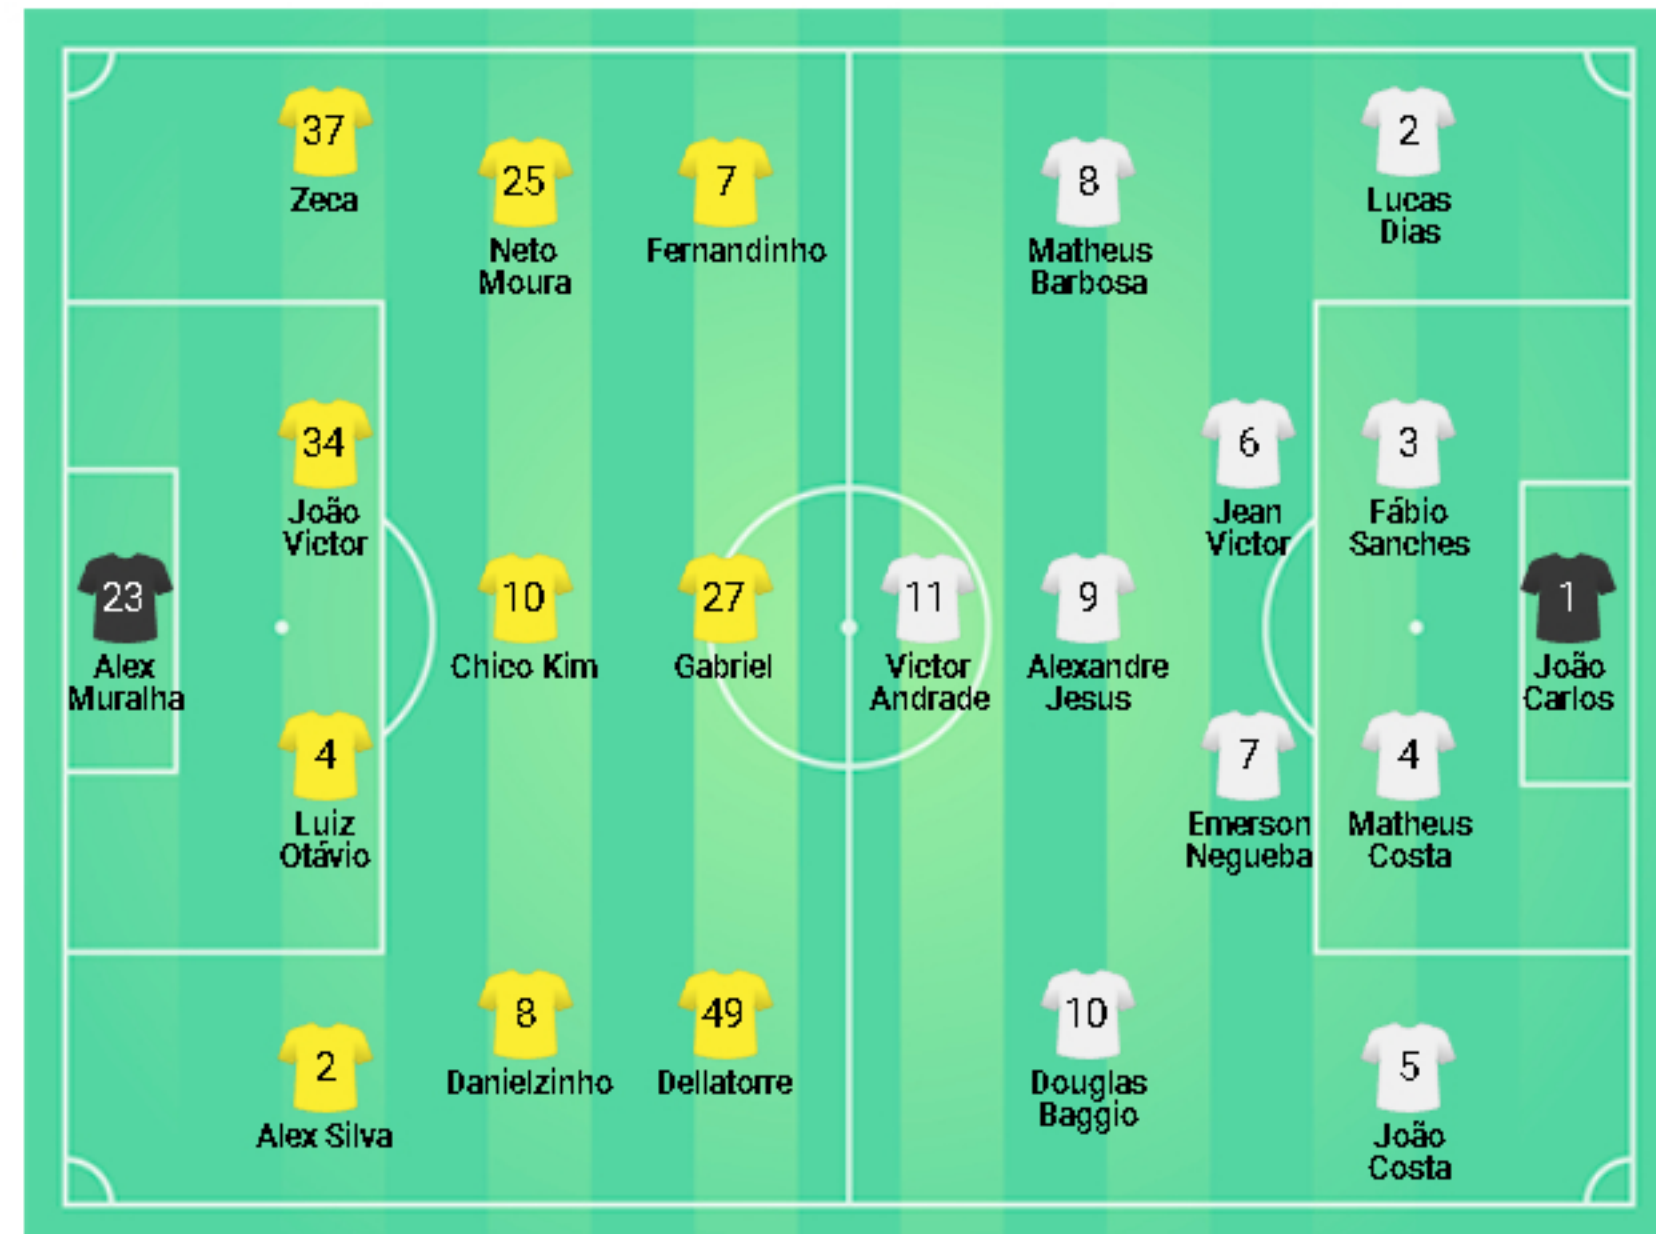 37
Zeca
25
Neto
Moura
7
Fernandinho
8
Matheus
Barbosa
2
Lucas
Dias
34
João
Victor
6
Jean
Victor
3
Fábio
Sanches
23
Alex
Muralha
10
Chico Kim
27
Gabriel
11
Victor
Andrade
9
Alexandre
Jesus
1
João
Carlos
4
Luiz
Otávio
7
Emerson
Negueba
4
Matheus
Costa
2
Alex Silva
8
Danielzinho
49
Dellatorre
10
Douglas
Baggio
5
João
Costa